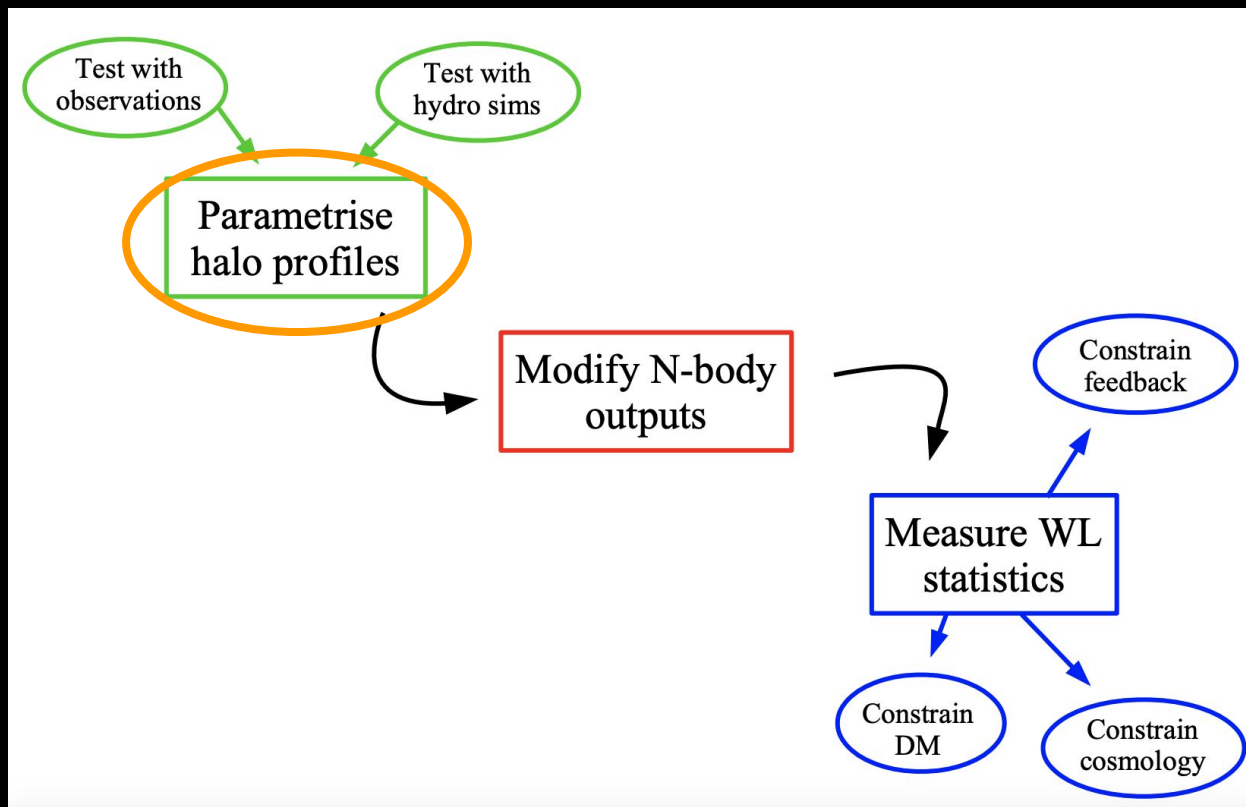 Test with
observations
Test with
hydro sims
Parametrise
halo profiles
Modify N-body
outputs
Constrain
feedback
Measure WL
statistics
Constrain
DM
Constrain
cosmology